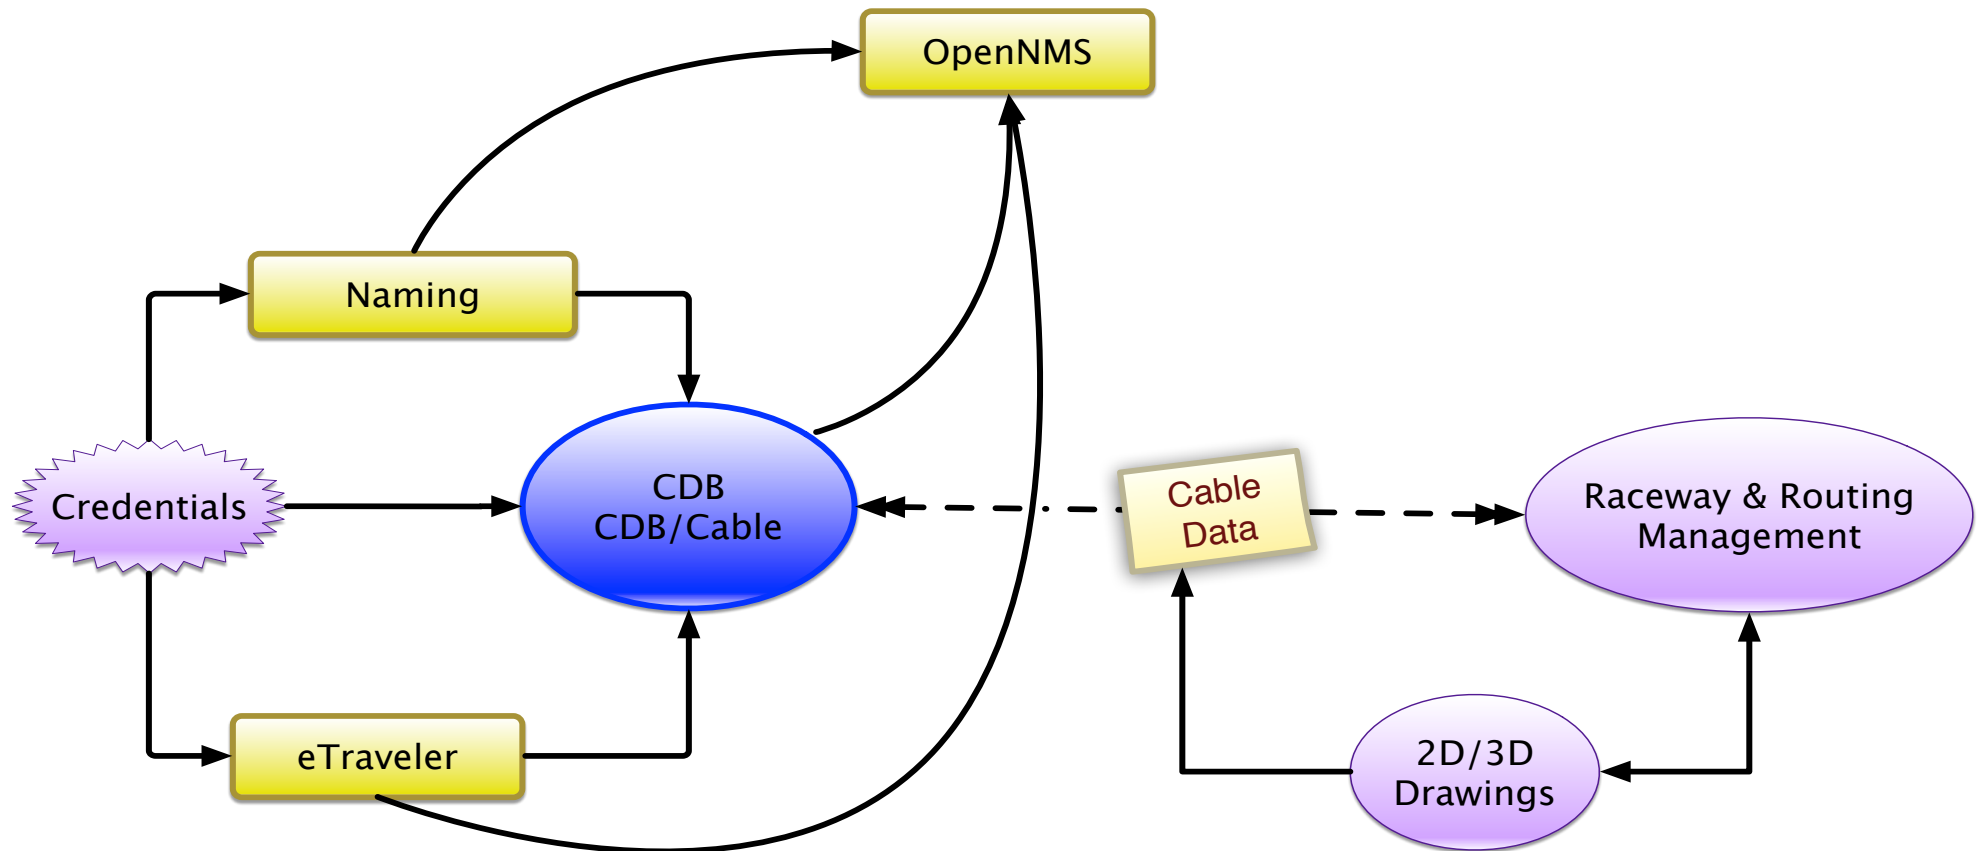 OpenNMS
Naming
Credentials
CDB
CDB/Cable
Cable
Data
Raceway & Routing
Management
eTraveler
2D/3D
Drawings